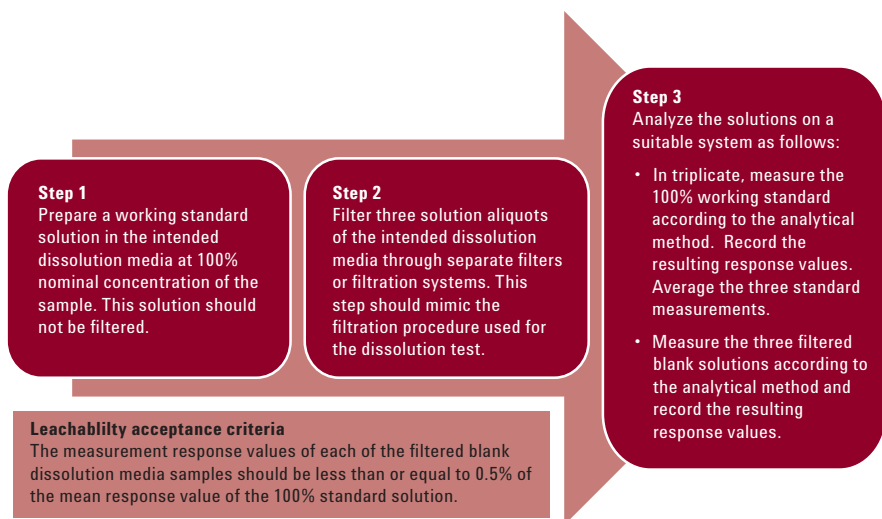 Step 1
Prepare a working standard
solution in the intended
dissolution media at 100%
nominal concentration of the
sample. This solution should
not be filtered.
Step 2
Filter three solution aliquots
of the intended dissolution
media through separate filters
or filtration systems. This
step should mimic the
filtration procedure used for
the dissolution test.
Step 3
Analyze the solutions on a
suitable system as follows:
• In triplicate, measure the
100% working standard
according to the analytical
method. Record the
resulting response values.
Average the three standard
measurements.
• Measure the three filtered
blank solutions according to
the analytical method and
record the resulting
response values.
Leachablilty acceptance criteria
The measurement response values of each of the filtered blank
dissolution media samples should be less than or equal to 0.5% of
the mean response value of the 100% standard solution.